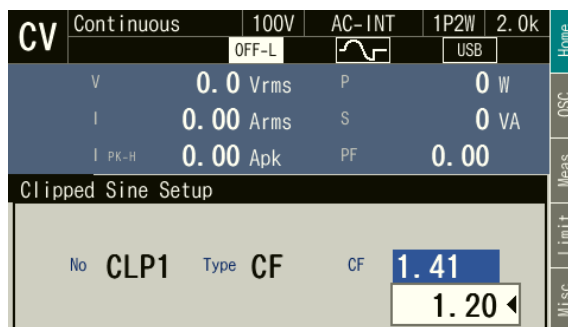 CV Continuous 100V AC-INT 1P2W 2.0k
OFF-L USB
V 0.0 Vrms P 0 W
I 0.00 Arms S 0 VA
I PK-H 0.00 Apk PF 0.00
Clipped Sine Setup
No CLP1 Type CF CF 1.41
1.20
Home
OSC
Meas
Limit
Misc